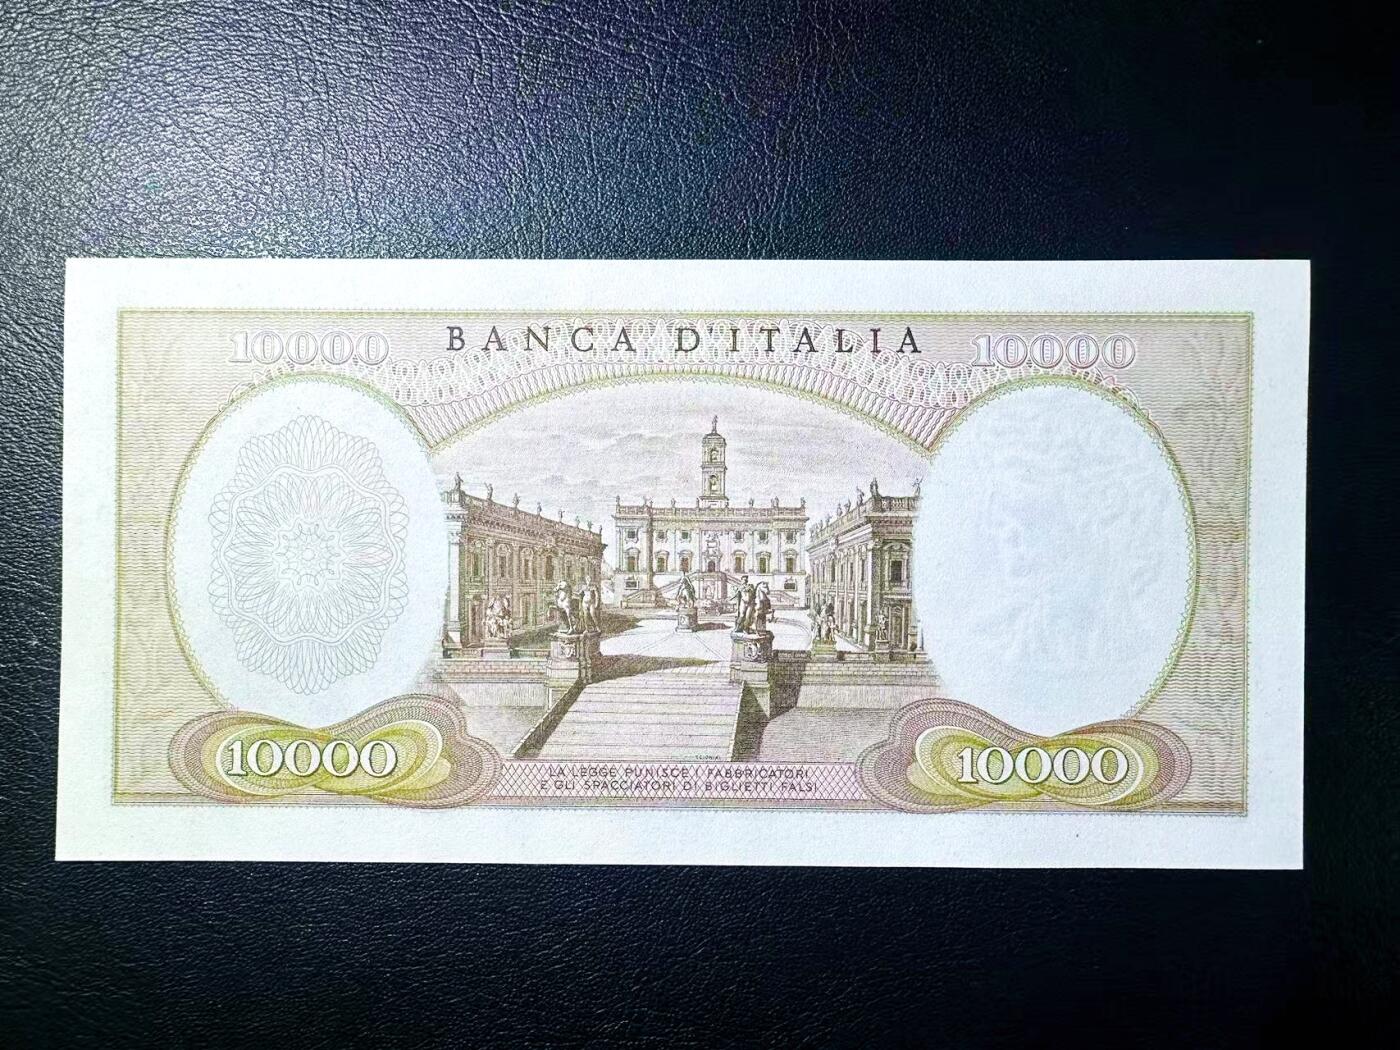 10000 BANCA D'ITALIA 10000
10000 10000
LA LEGGE PUNISCE I FABBRICATORI
E GLI SPACCIATORI DI BIGLIETTI FALSI